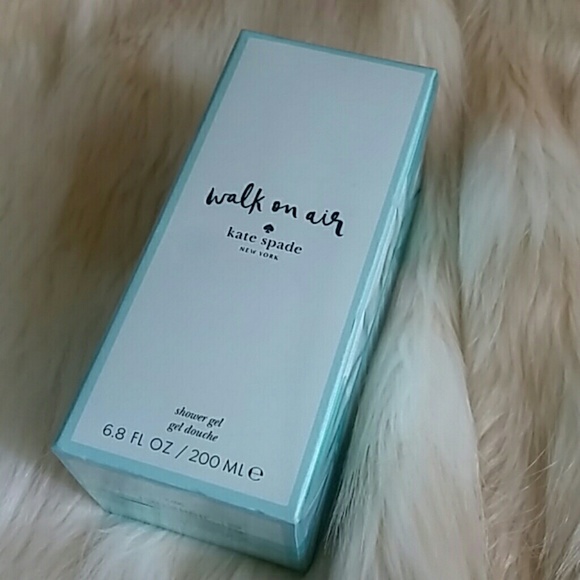 walk on air
kate spade
NEW YORK
shower gel
gel douche
6.8 FL OZ / 200 ML ℮